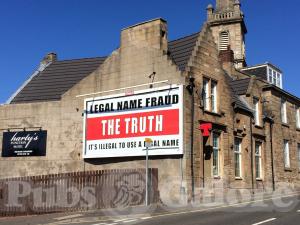 LEGAL NAME FRAUD
THE TRUTH
IT'S ILLEGAL TO USE A LEGAL NAME
harty's
Pubs Galore